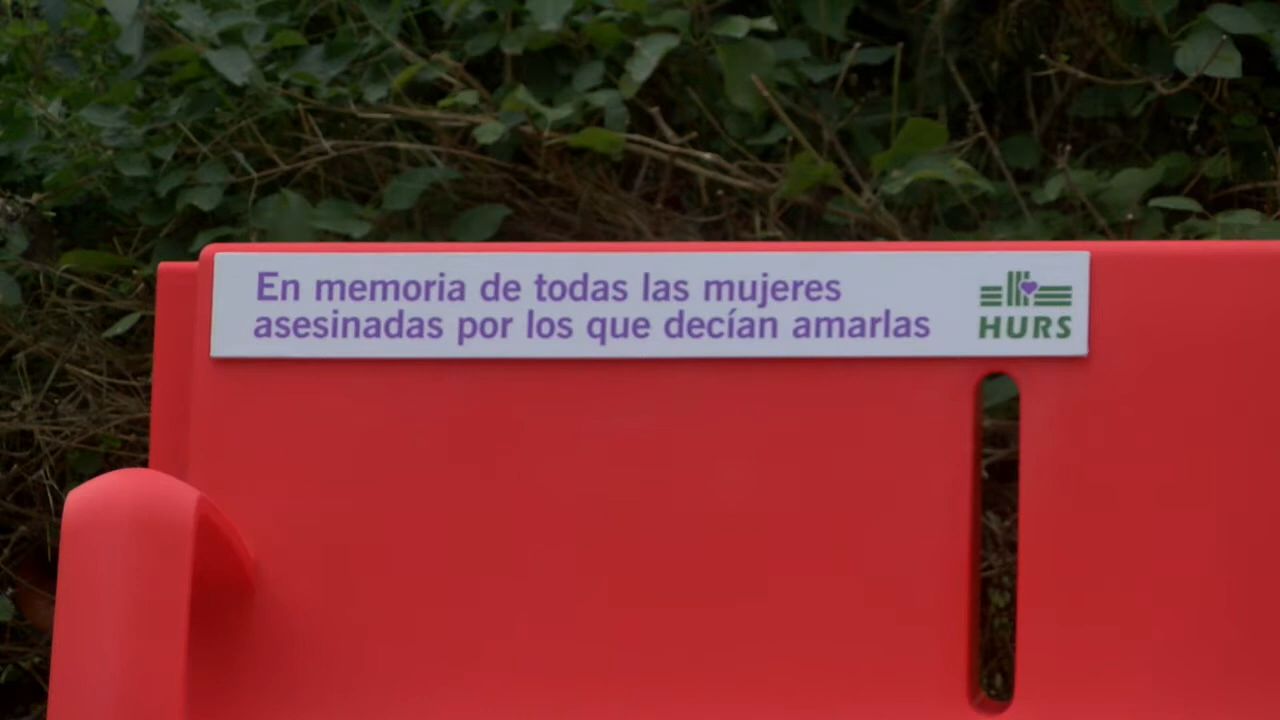 En memoria de todas las mujeres
asesinadas por los que decían amarlas
HURS